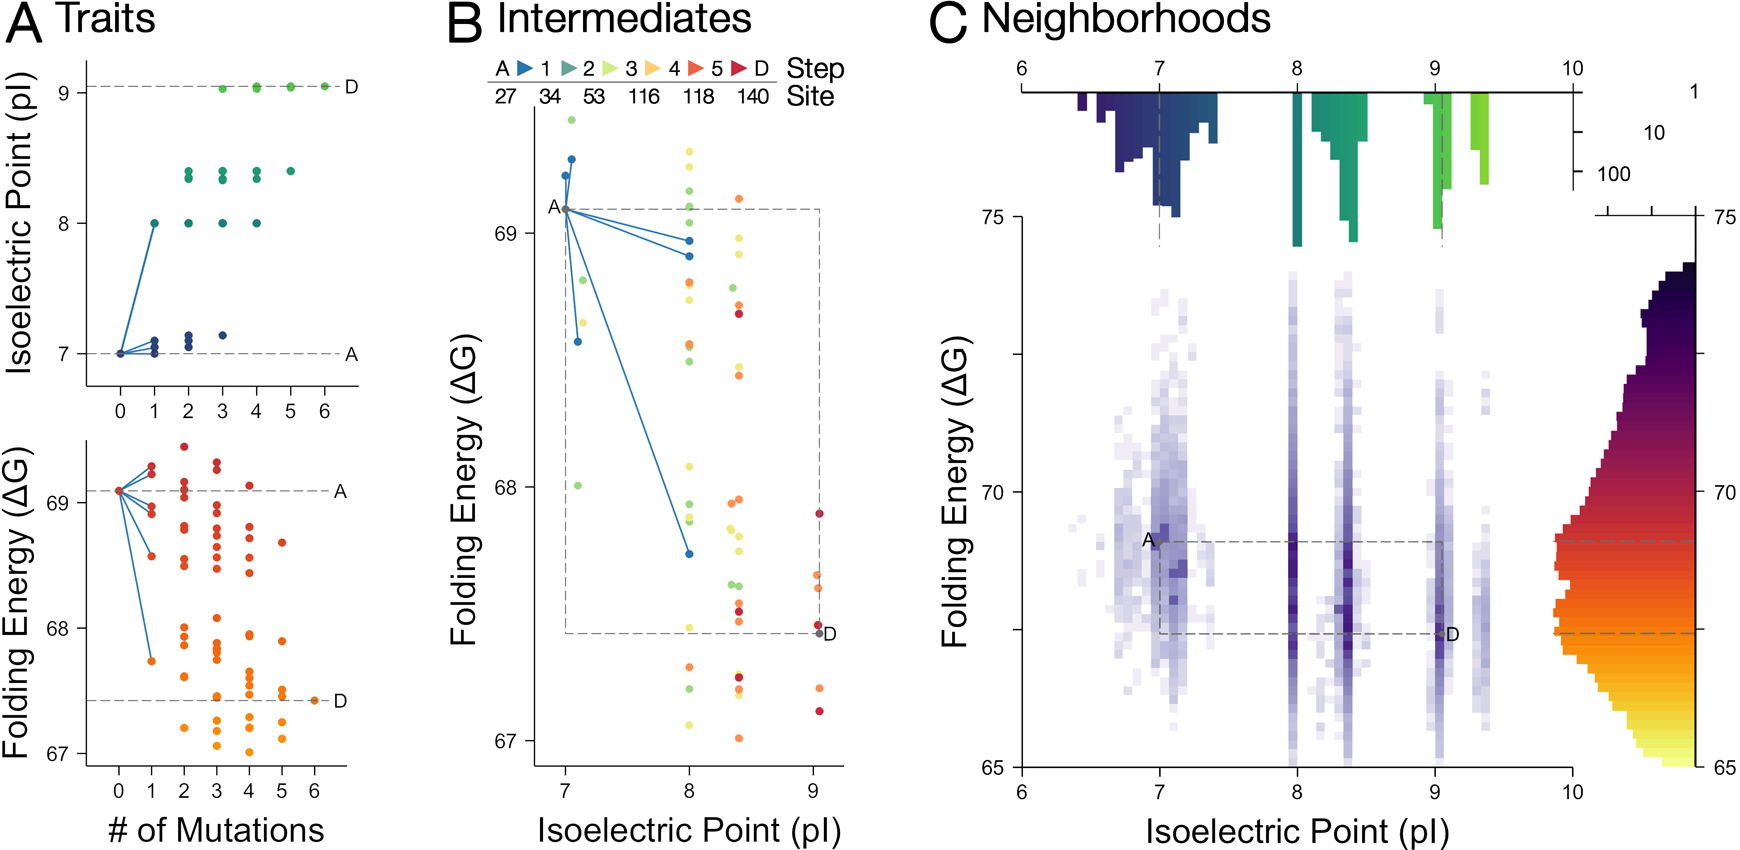 A Traits
Isoelectric Point (pI)
9
8
7
D
A
0 1 2 3 4 5 6
Folding Energy (ΔG)
69
68
67
A
D
0 1 2 3 4 5 6
# of Mutations
B Intermediates
A 1 2 3 4 5 D Step
27 34 53 116 118 140 Site
Folding Energy (ΔG)
69
68
67
A
D
7 8 9
Isoelectric Point (pI)
C Neighborhoods
6 7 8 9 10
1
10
100
75
70
65
Folding Energy (ΔG)
A
D
75
70
65
6 7 8 9 10
Isoelectric Point (pI)